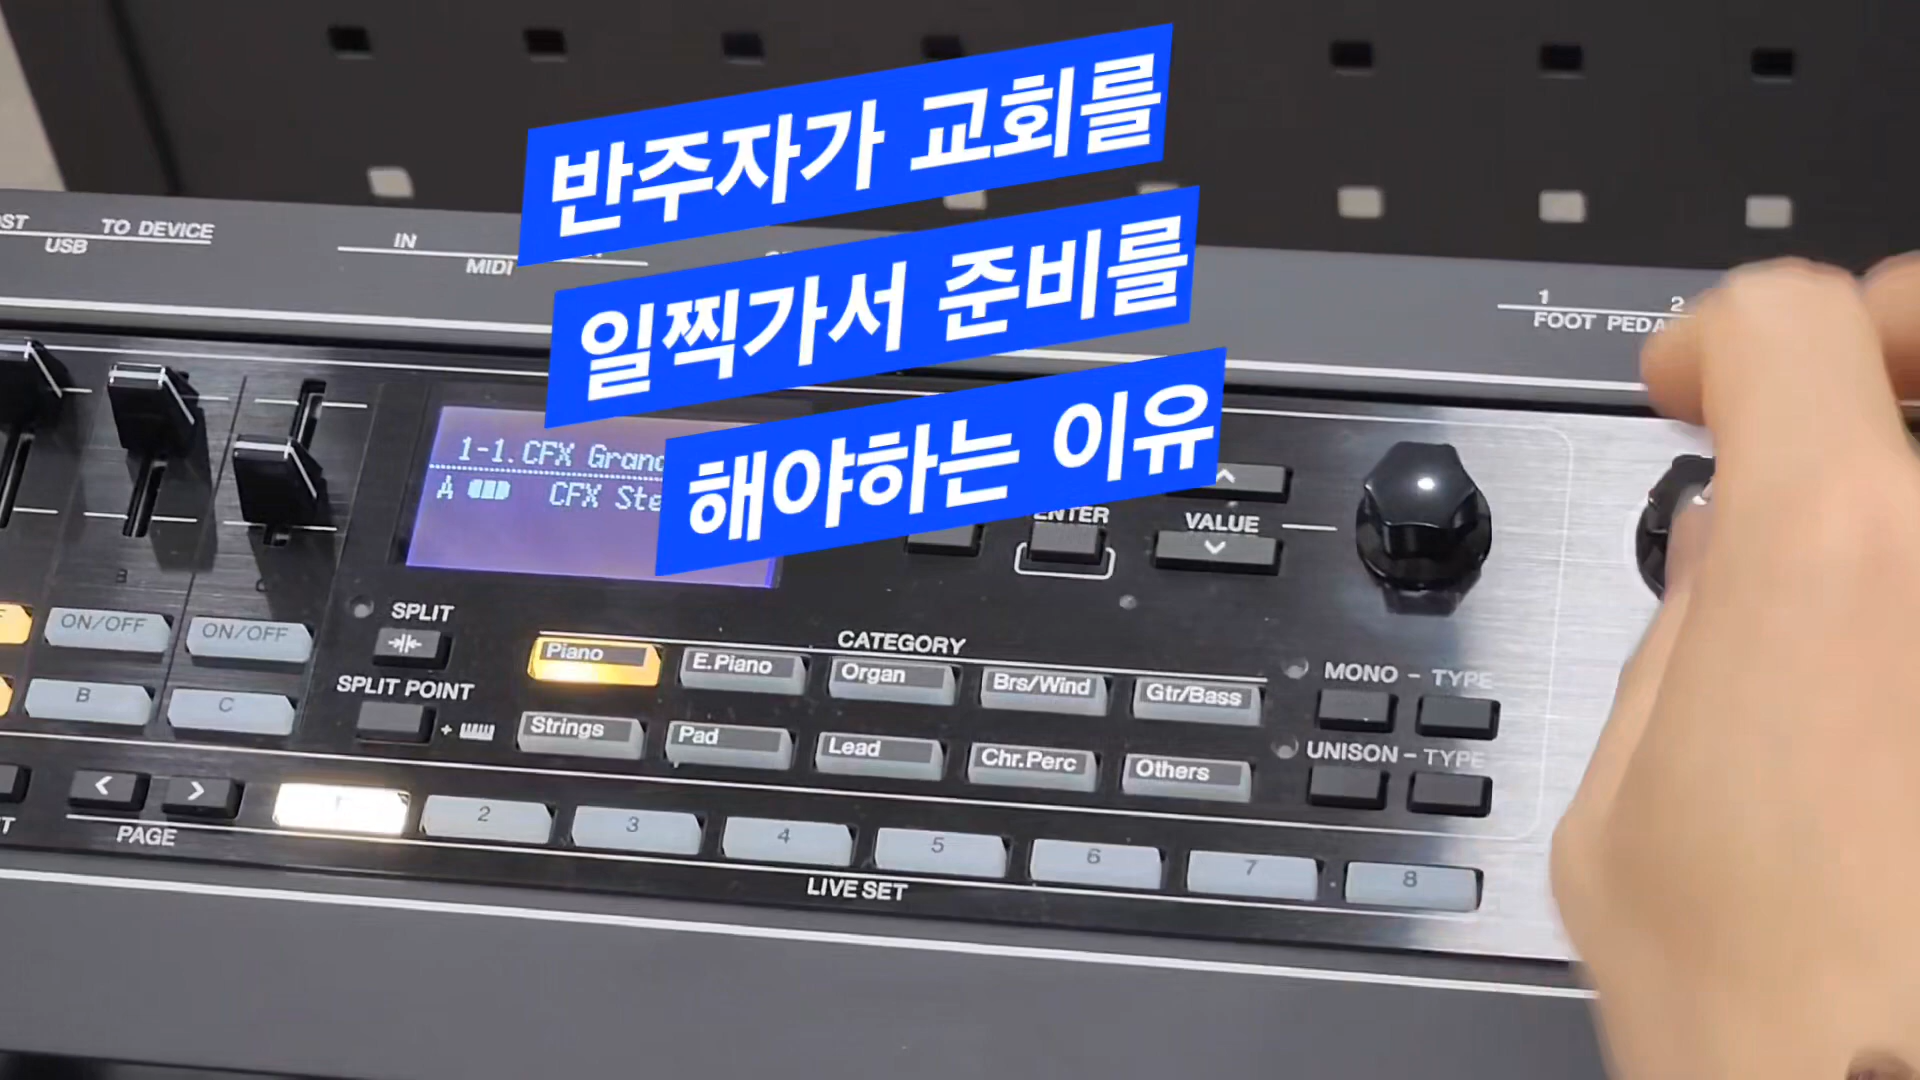 반주자가 교회를
일찍가서 준비를
해야하는 이유
TO DEVICE
USB
IN
MIDI
1 2
FOOT
1-1.CFX
A CFX
ENTER
VALUE
SPLIT
SPLIT POINT
ON/OFF ON/OFF
B C
CATEGORY
Piano E.Piano Organ Brs/Wind Gtr/Bass
Strings Pad Lead Chr.Perc Others
MONO - TYPE
UNISON - TYPE
PAGE
2 3 4 5 6 7 8
LIVE SET